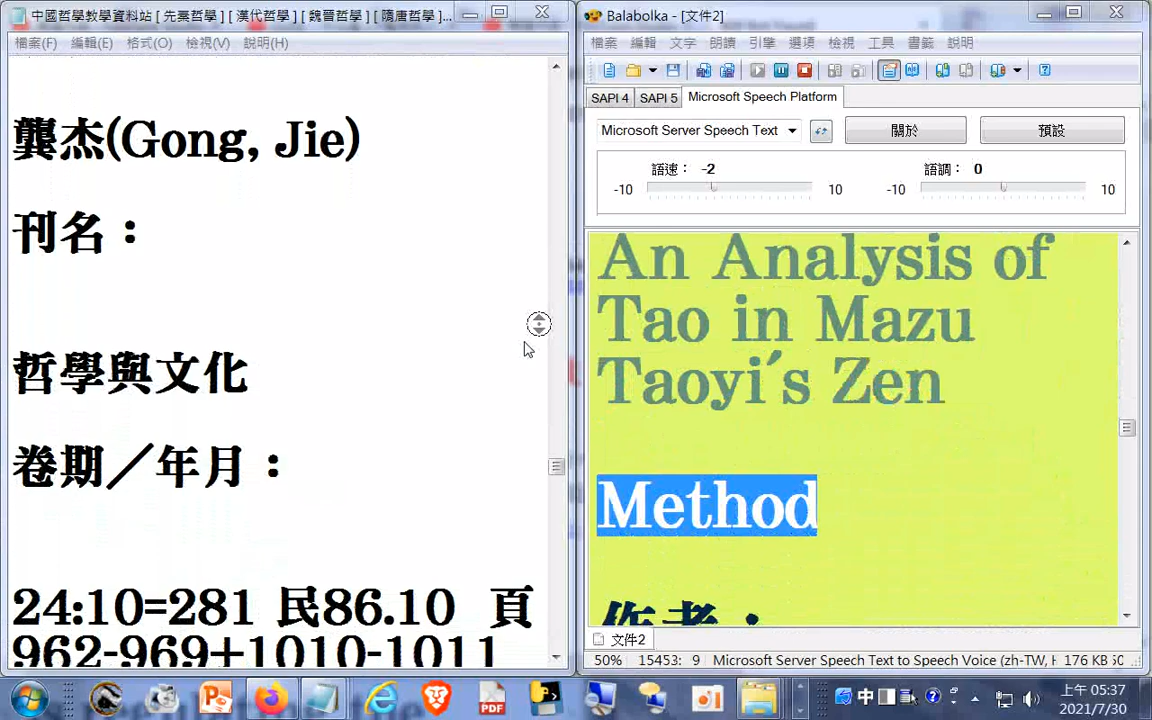 中國哲學教學資料站 [ 先秦哲學 ] [ 漢代哲學 ] [ 魏晉哲學 ] [ 隋唐哲學 ]...
檔案(F) 編輯(E) 格式(O) 檢視(V) 說明(H)
龔杰(Gong, Jie)
刊名：
哲學與文化
卷期／年月：
24:10=281 民86.10 頁
962-969+1010-1011
Balabolka - [文件2]
檔案 編輯 文字 朗讀 引擎 選項 檢視 工具 書籤 說明
SAPI 4 SAPI 5 Microsoft Speech Platform
Microsoft Server Speech Text 關於 預設
語速： -2 語調： 0
-10 10 -10 10
An Analysis of
Tao in Mazu
Taoyi's Zen
Method
作者：
文件2
50% 15453: 9 Microsoft Server Speech Text to Speech Voice (zh-TW, H 176 KB
中 上午 05:37
2021/7/30